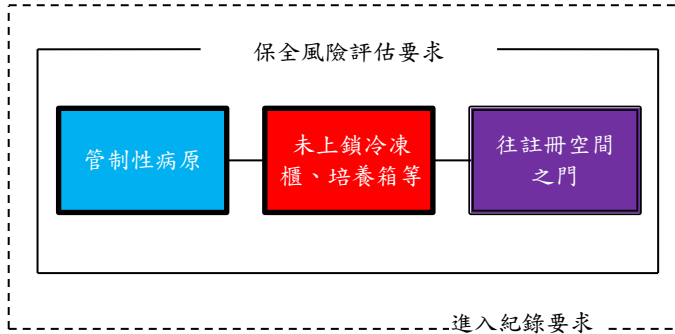 保全風險評估要求
管制性病原
未上鎖冷凍
櫃、培養箱等
往註冊空間
之門
進入紀錄要求